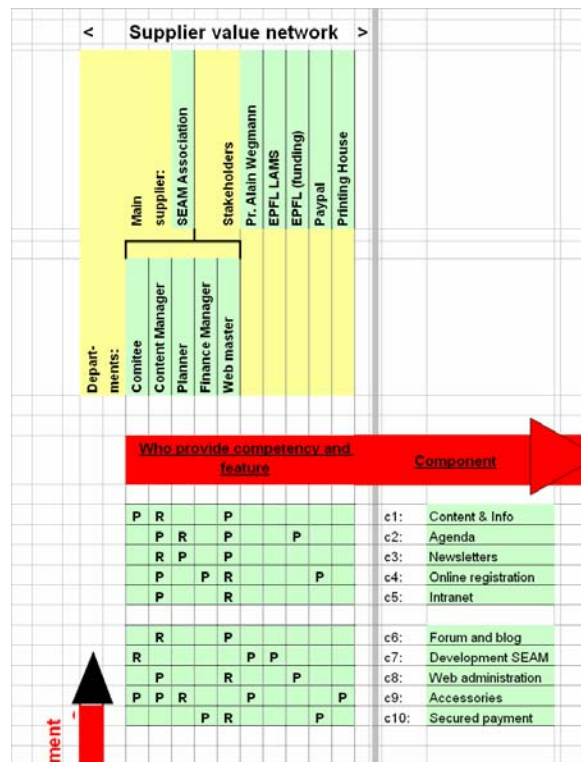 < Supplier value network >
Main
supplier:
SEAM Association
Stakeholders
Pr. Alain Wegmann
EPFL LAMS
EPFL (funding)
Paypal
Printing House
Depart-
ments:
Comitee
Content Manager
Planner
Finance Manager
Web master
Who provide competency and
feature
Component
P R P c1: Content & Info
P R P P c2: Agenda
R P P c3: Newsletters
P P R P c4: Online registration
P R c5: Intranet
R P c6: Forum and blog
R P P c7: Development SEAM
P R P c8: Web administration
P P R P P c9: Accessories
P R P c10: Secured payment
ment